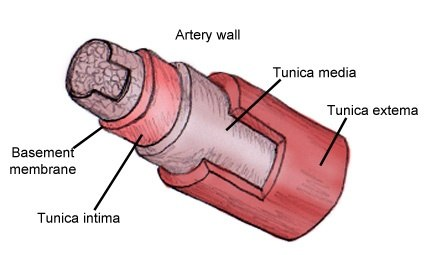 Artery wall
Tunica media
Tunica extema
Basement
membrane
Tunica intima